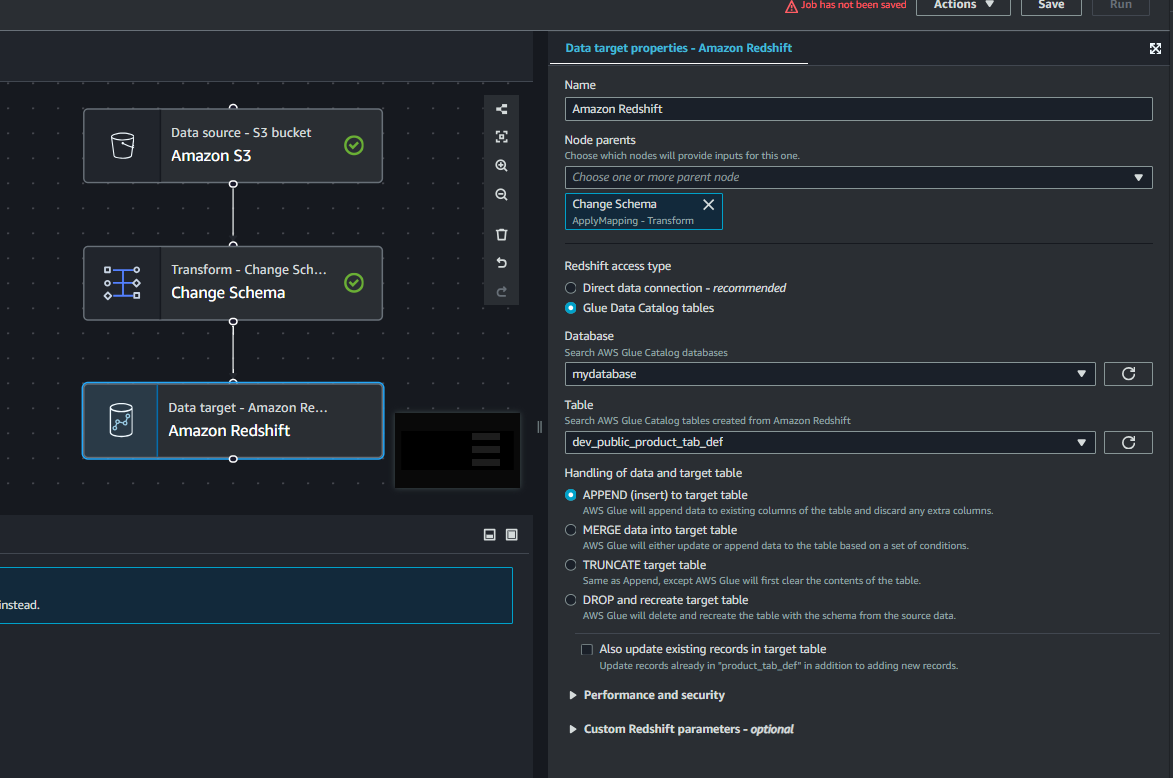 Job has not been saved
Actions
Save
Run
Data source - S3 bucket
Amazon S3
Transform - Change Sch...
Change Schema
Data target - Amazon Re...
Amazon Redshift
instead.
Data target properties - Amazon Redshift
Name
Amazon Redshift
Node parents
Choose which nodes will provide inputs for this one.
Choose one or more parent node
Change Schema
ApplyMapping - Transform
Redshift access type
Direct data connection - recommended
Glue Data Catalog tables
Database
Search AWS Glue Catalog databases
mydatabase
Table
Search AWS Glue Catalog tables created from Amazon Redshift
dev_public_product_tab_def
Handling of data and target table
APPEND (insert) to target table
AWS Glue will append data to existing columns of the table and discard any extra columns.
MERGE data into target table
AWS Glue will either update or append data to the table based on a set of conditions.
TRUNCATE target table
Same as Append, except AWS Glue will first clear the contents of the table.
DROP and recreate target table
AWS Glue will delete and recreate the table with the schema from the source data.
Also update existing records in target table
Update records already in "product_tab_def" in addition to adding new records.
Performance and security
Custom Redshift parameters - optional